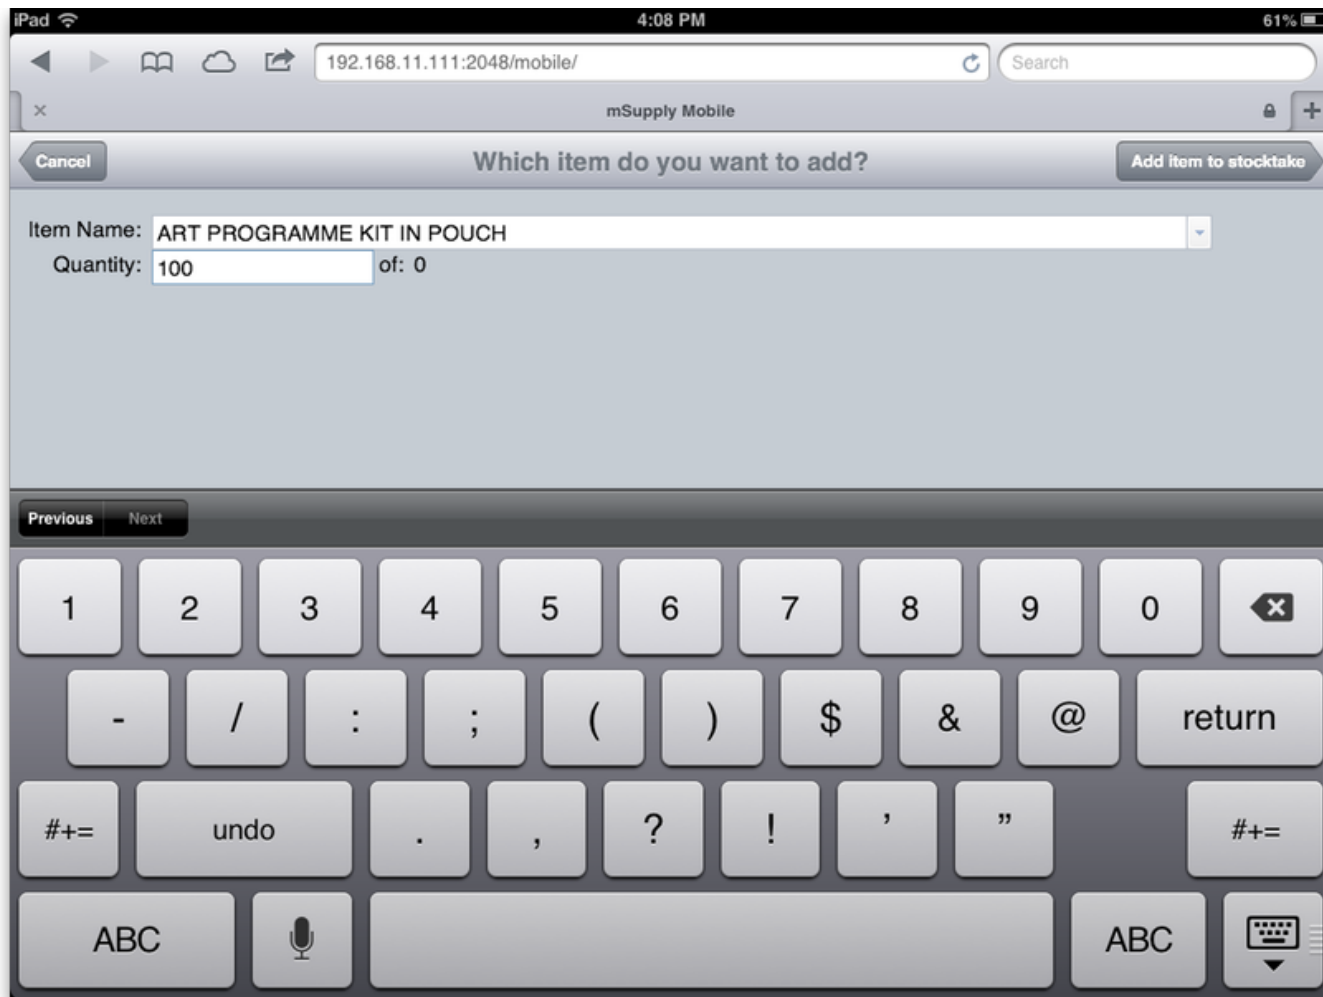 iPad 4:08 PM 61%
192.168.11.111:2048/mobile/ Search
mSupply Mobile
Cancel Which item do you want to add? Add item to stocktake
Item Name: ART PROGRAMME KIT IN POUCH
Quantity: 100 of: 0
Previous Next
1 2 3 4 5 6 7 8 9 0
- / : ; ( ) $ & @ return
#+= undo . , ? ! ’ ” #+=
ABC ABC